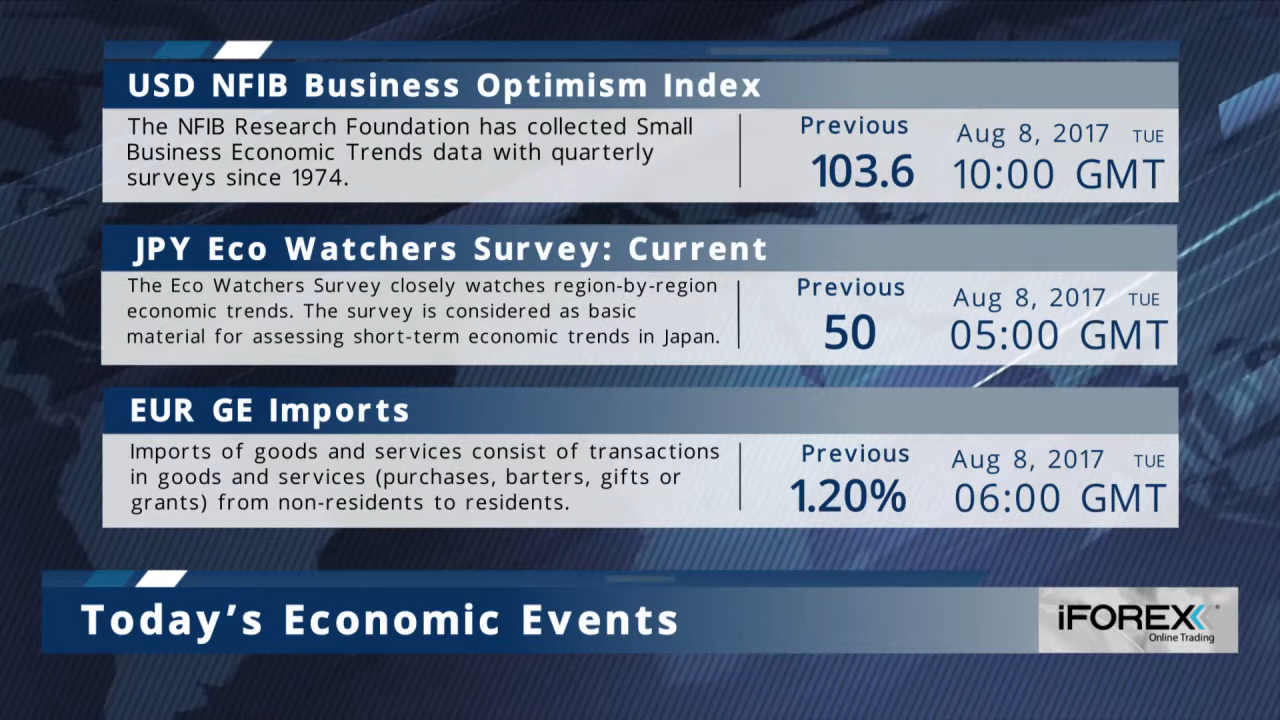 USD NFIB Business Optimism Index
The NFIB Research Foundation has collected Small
Business Economic Trends data with quarterly
surveys since 1974.
Previous
103.6
Aug 8, 2017 TUE
10:00 GMT
JPY Eco Watchers Survey: Current
The Eco Watchers Survey closely watches region-by-region
economic trends. The survey is considered as basic
material for assessing short-term economic trends in Japan.
Previous
50
Aug 8, 2017 TUE
05:00 GMT
EUR GE Imports
Imports of goods and services consist of transactions
in goods and services (purchases, barters, gifts or
grants) from non-residents to residents.
Previous
1.20%
Aug 8, 2017 TUE
06:00 GMT
Today's Economic Events
iFOREX
Online Trading